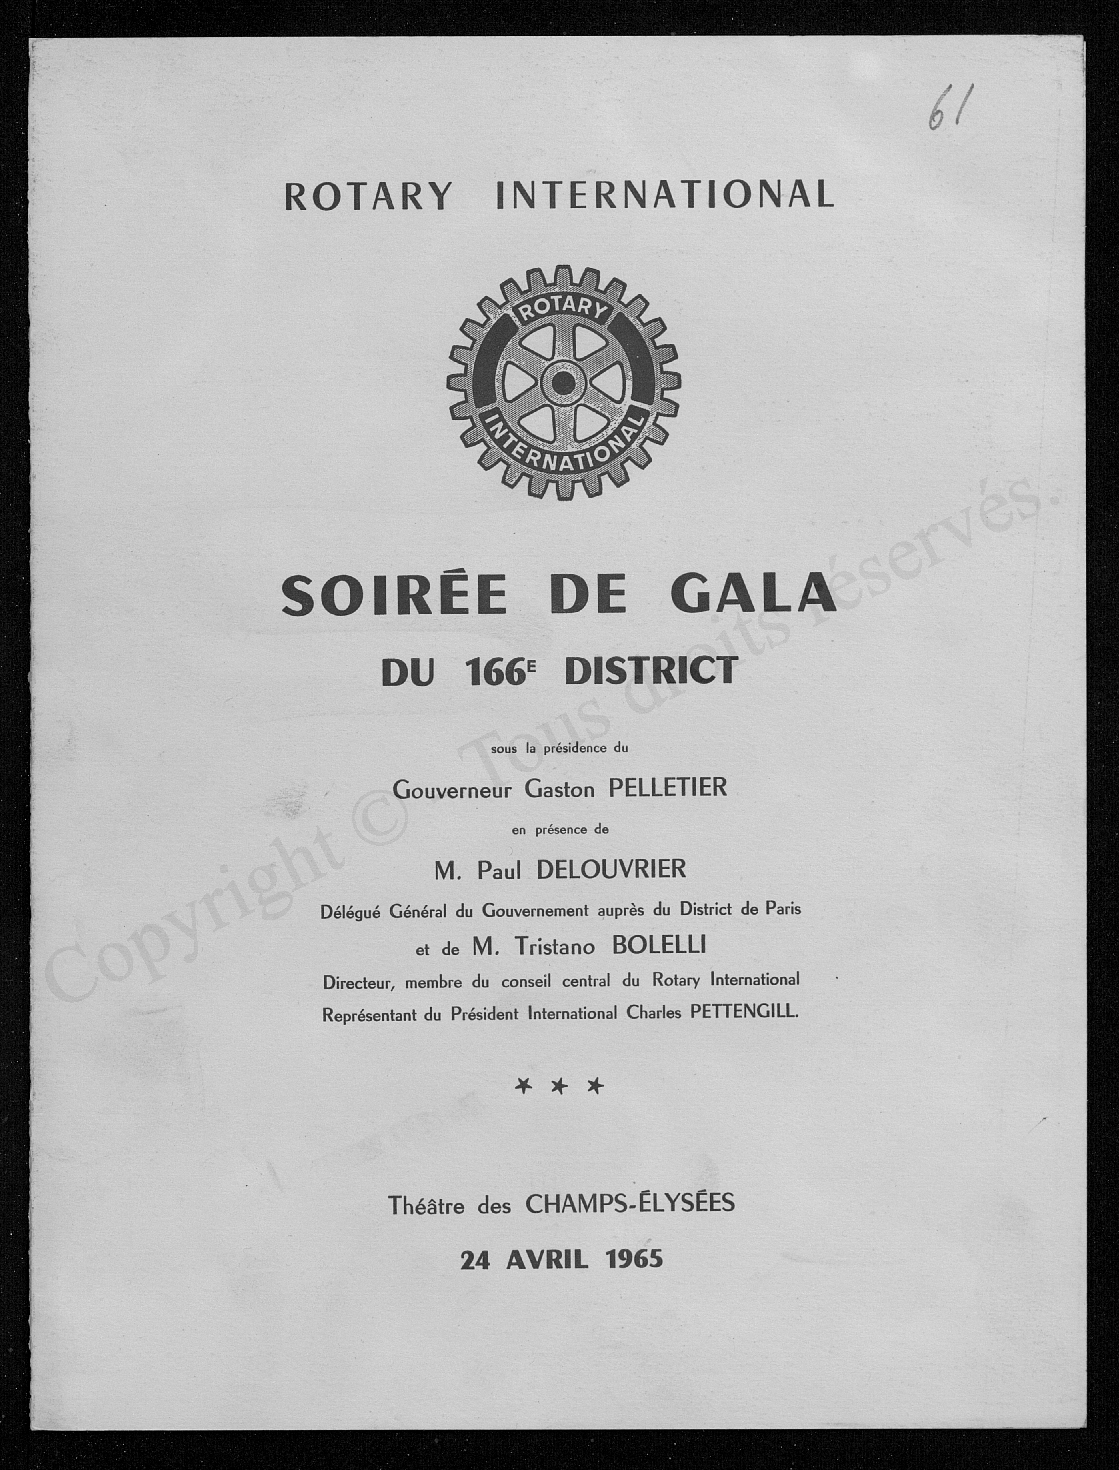 61
ROTARY INTERNATIONAL
ROTARY
INTERNATIONAL
SOIRÉE DE GALA
DU 166E DISTRICT
sous la présidence du
Gouverneur Gaston PELLETIER
en présence de
M. Paul DELOUVRIER
Délégué Général du Gouvernement auprès du District de Paris
et de M. Tristano BOLELLI
Directeur, membre du conseil central du Rotary International
Représentant du Président International Charles PETTENGILL.
★ ★ ★
Théâtre des CHAMPS-ÉLYSÉES
24 AVRIL 1965
Copyright © - Tous droits réservés.